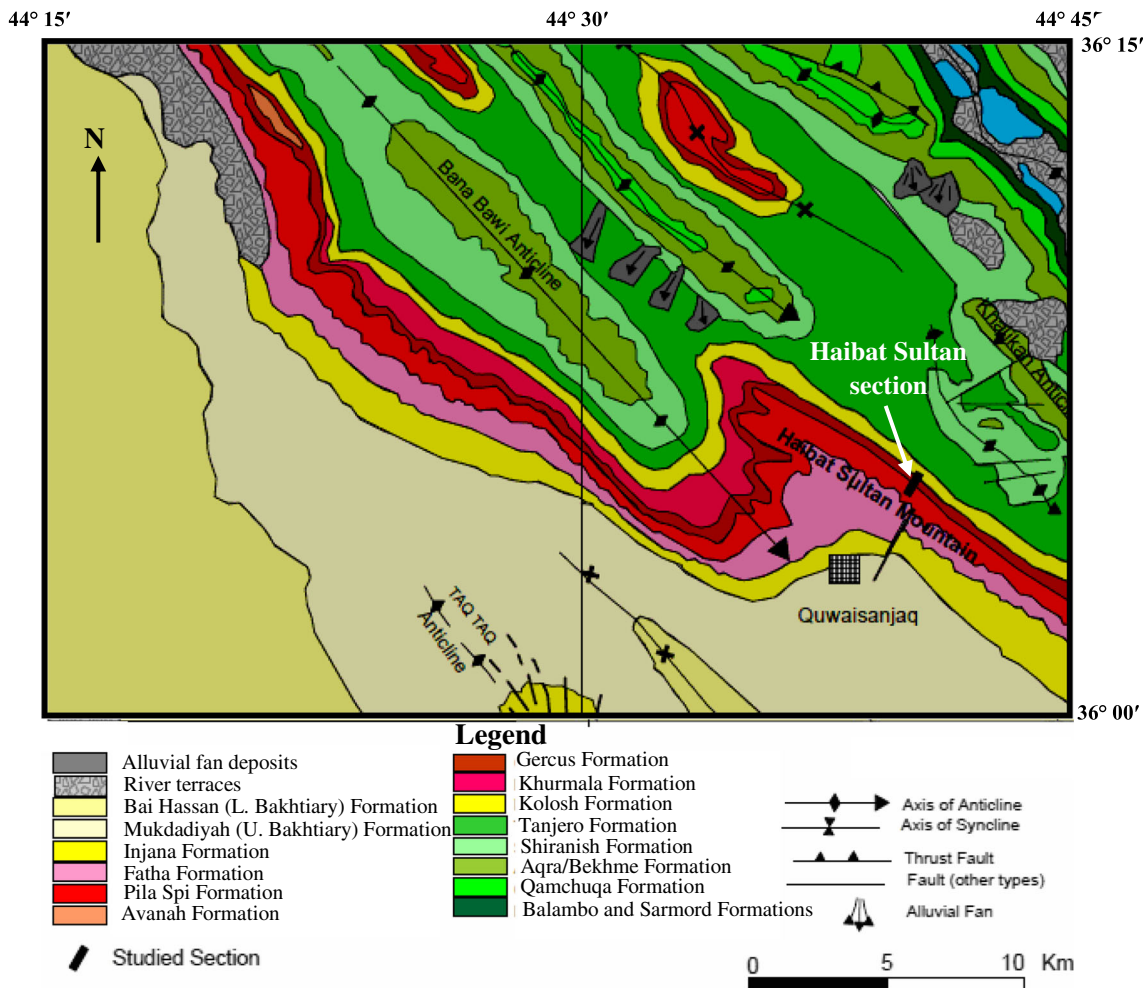 44° 15′
44° 30′
44° 45′
36° 15′
N
Bana Bawi Anticline
Khalikan Antic
Haibat Sultan
section
Haibat Sultan Mountain
TAQ TAQ
Anticline
Quwaisanjaq
36° 00′
Legend
Alluvial fan deposits
River terraces
Bai Hassan (L. Bakhtiary) Formation
Mukdadiyah (U. Bakhtiary) Formation
Injana Formation
Fatha Formation
Pila Spi Formation
Avanah Formation
Studied Section
Gercus Formation
Khurmala Formation
Kolosh Formation
Tanjero Formation
Shiranish Formation
Aqra/Bekhme Formation
Qamchuqa Formation
Balambo and Sarmord Formations
Axis of Anticline
Axis of Syncline
Thrust Fault
Fault (other types)
Alluvial Fan
0 5 10 Km